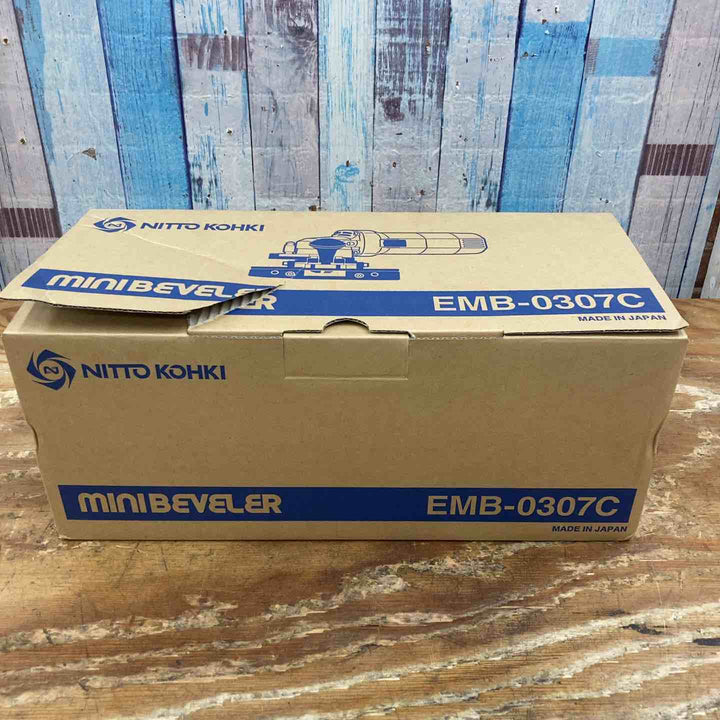 NITTO KOHKI
MINIBEVELER EMB-0307C
MADE IN JAPAN
NITTO KOHKI
MINIBEVELER EMB-0307C
MADE IN JAPAN